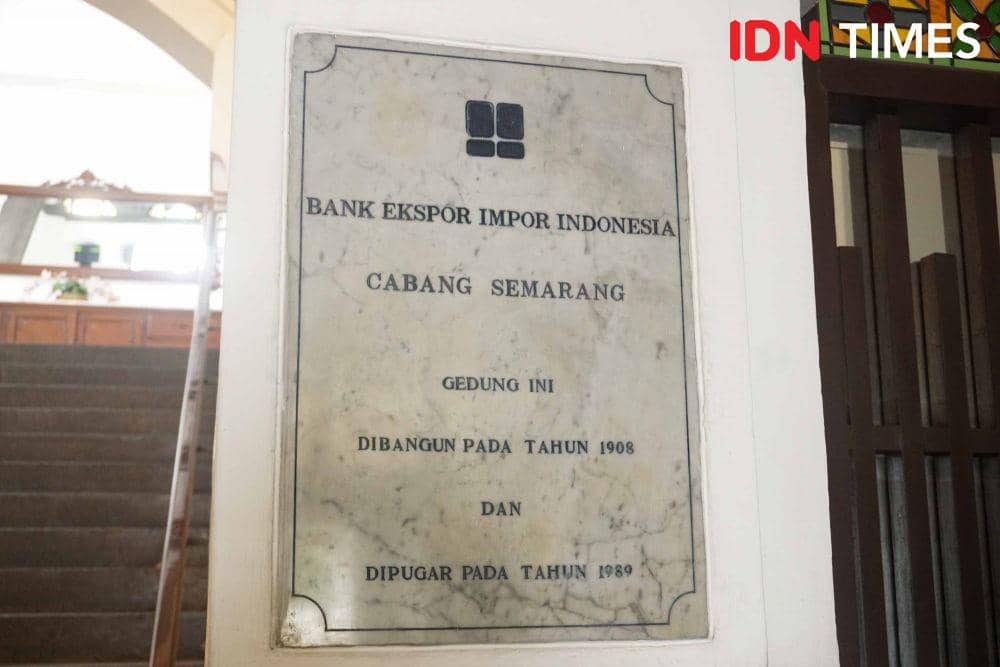 IDN TIMES
BANK EKSPOR IMPOR INDONESIA
CABANG SEMARANG
GEDUNG INI
DIBANGUN PADA TAHUN 1908
DAN
DIPUGAR PADA TAHUN 1989